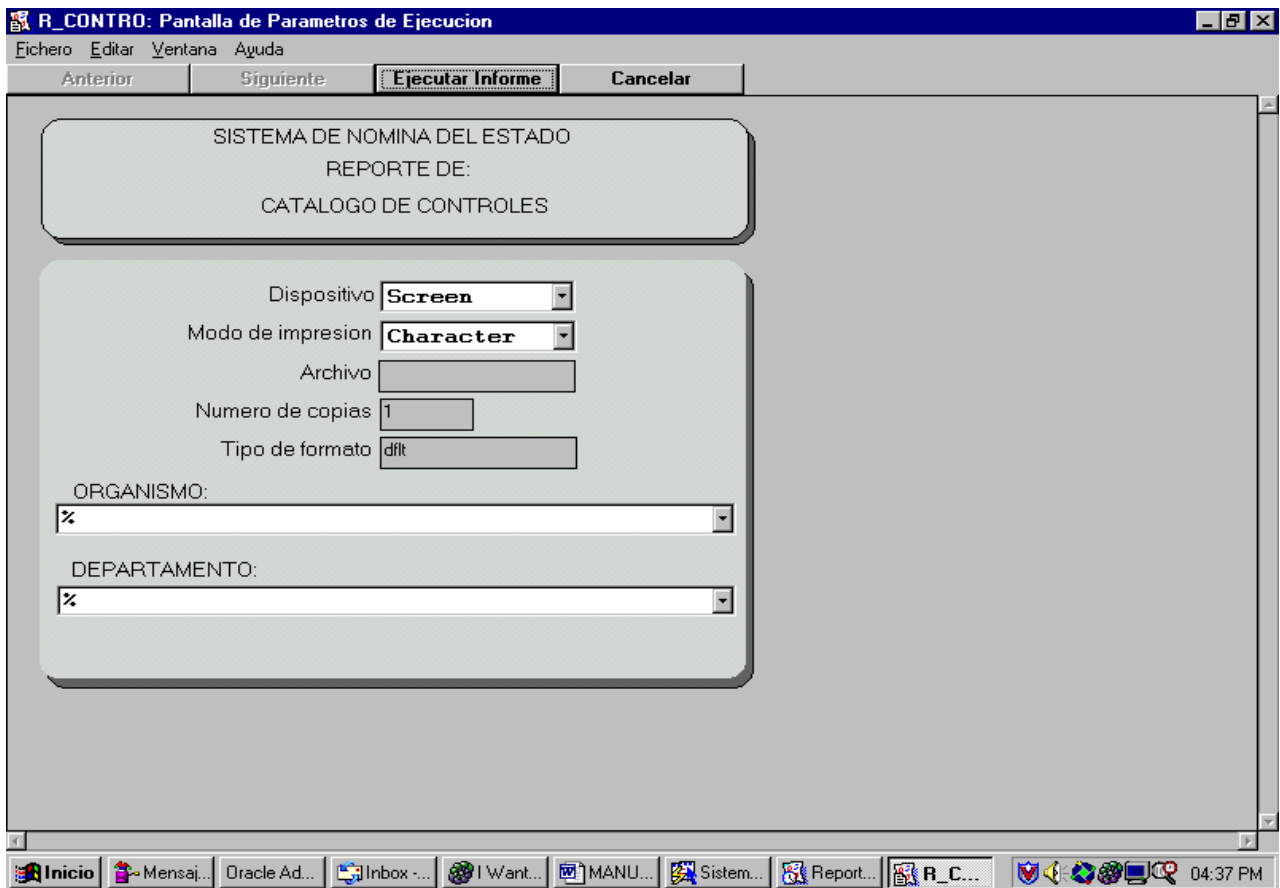 R_CONTRO: Pantalla de Parametros de Ejecucion
Fichero Editar Ventana Ayuda
Anterior Siguiente Ejecutar Informe Cancelar
SISTEMA DE NOMINA DEL ESTADO
REPORTE DE:
CATALOGO DE CONTROLES
Dispositivo Screen
Modo de impresion Character
Archivo
Numero de copias 1
Tipo de formato dflt
ORGANISMO:
%
DEPARTAMENTO:
%
Inicio Mensaj... Oracle Ad... Inbox -... I Want... MANU... Sistem... Report... R_C... 04:37 PM